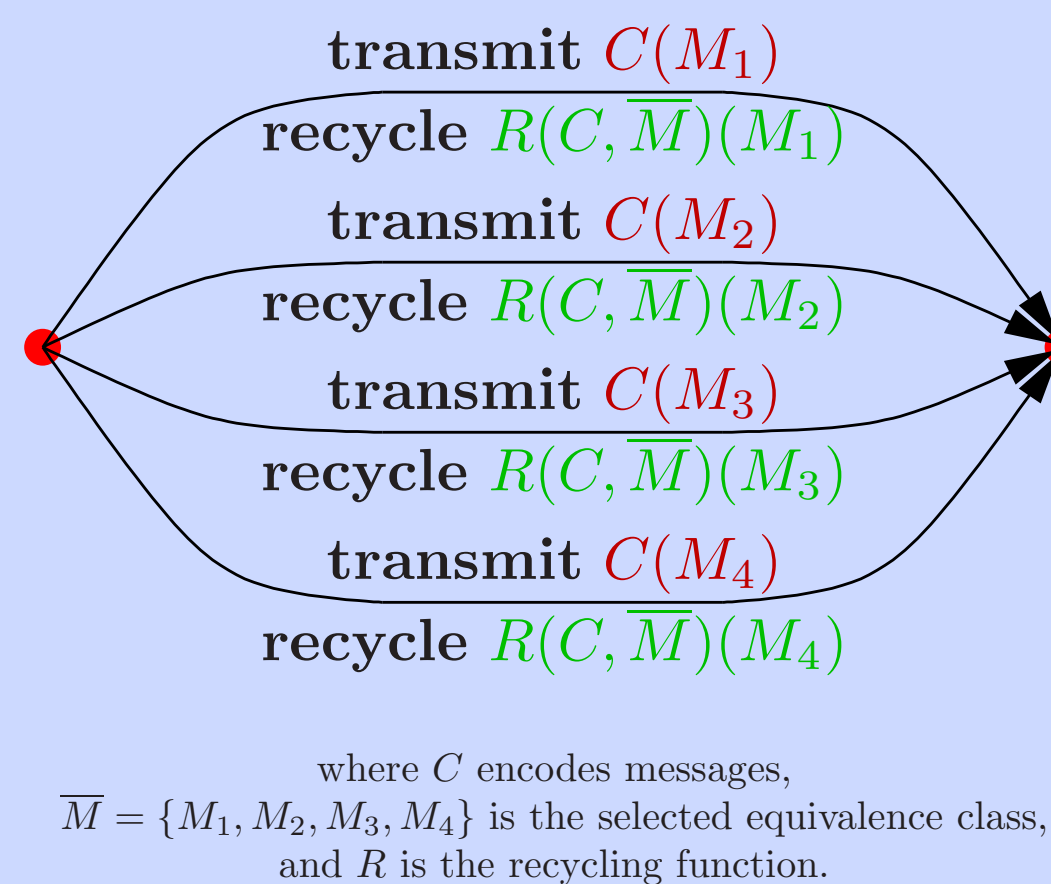 transmit C(M₁)
recycle R(C, M̅)(M₁)
transmit C(M₂)
recycle R(C, M̅)(M₂)
transmit C(M₃)
recycle R(C, M̅)(M₃)
transmit C(M₄)
recycle R(C, M̅)(M₄)
where C encodes messages,
M̅ = {M₁, M₂, M₃, M₄} is the selected equivalence class,
and R is the recycling function.